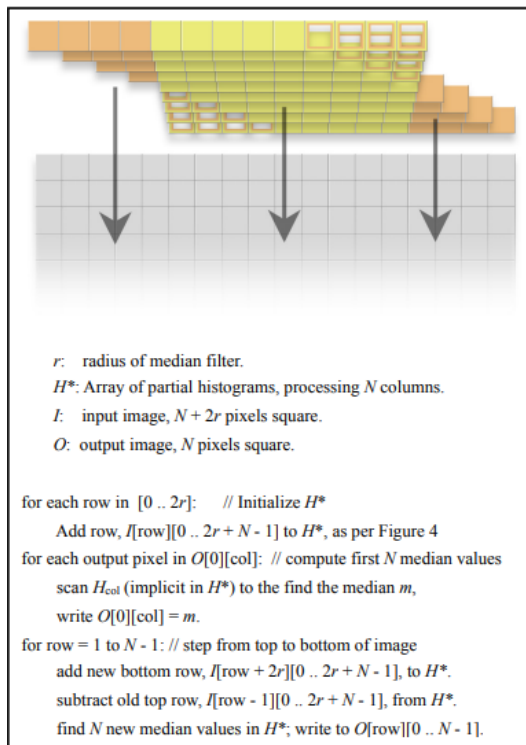 r: radius of median filter.
H*: Array of partial histograms, processing N columns.
I: input image, N + 2r pixels square.
O: output image, N pixels square.
for each row in [0 .. 2r]: // Initialize H*
Add row, I[row][0 .. 2r + N - 1] to H*, as per Figure 4
for each output pixel in O[0][col]: // compute first N median values
scan Hcol (implicit in H*) to the find the median m,
write O[0][col] = m.
for row = 1 to N - 1: // step from top to bottom of image
add new bottom row, I[row + 2r][0 .. 2r + N - 1], to H*.
subtract old top row, I[row - 1][0 .. 2r + N - 1], from H*.
find N new median values in H*; write to O[row][0 .. N - 1].